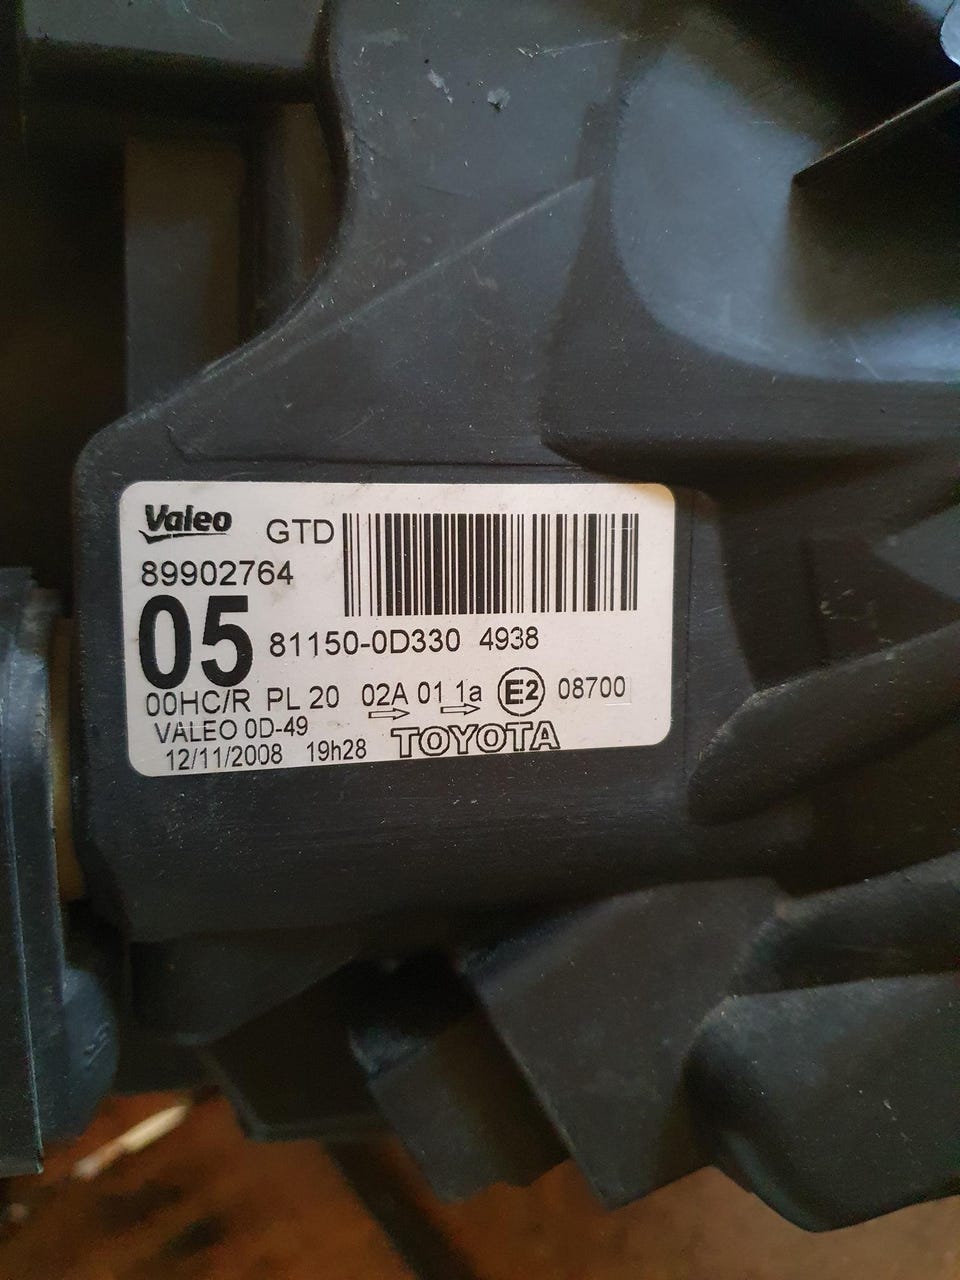 Valeo GTD
89902764
05 81150-0D330 4938
00HC/R PL 20 02A 01 1a E2 08700
VALEO 0D-49
12/11/2008 19h28 TOYOTA